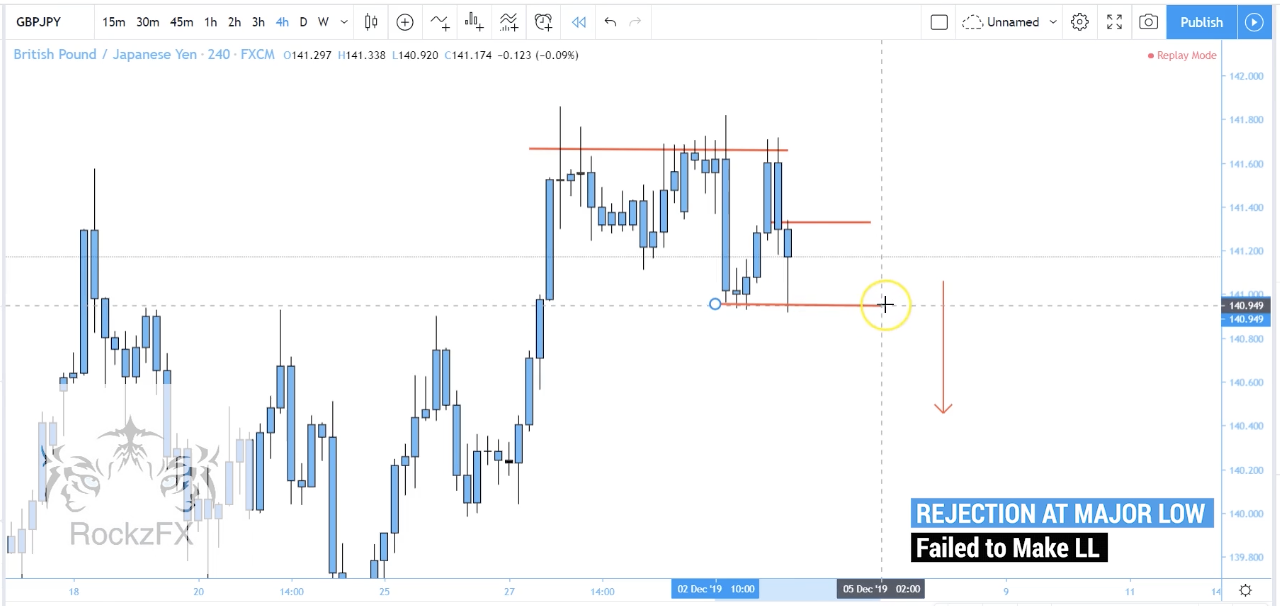 GBPJPY 15m 30m 45m 1h 2h 3h 4h D W Unnamed Publish
British Pound / Japanese Yen · 240 · FXCM O141.297 H141.338 L140.920 C141.174 −0.123 (−0.09%)
Replay Mode
142.000
141.800
141.600
141.400
141.200
141.000
140.949
140.949
140.800
140.600
140.400
140.200
140.000
139.800
RockzFX
REJECTION AT MAJOR LOW
Failed to Make LL
18 20 14:00 25 27 14:00 02 Dec '19 10:00 05 Dec '19 02:00 9 11 14